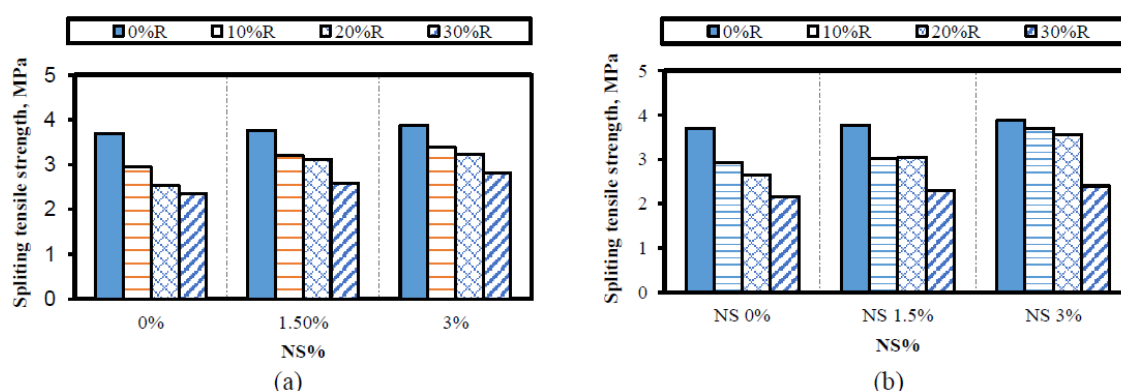 0%R 10%R 20%R 30%R
Spliting tensile strength, MPa
5
4
3
2
1
0
0% 1.50% 3%
NS%
(a)
0%R 10%R 20%R 30%R
Spliting tensile strength, MPa
5
4
3
2
1
0
NS 0% NS 1.5% NS 3%
NS%
(b)